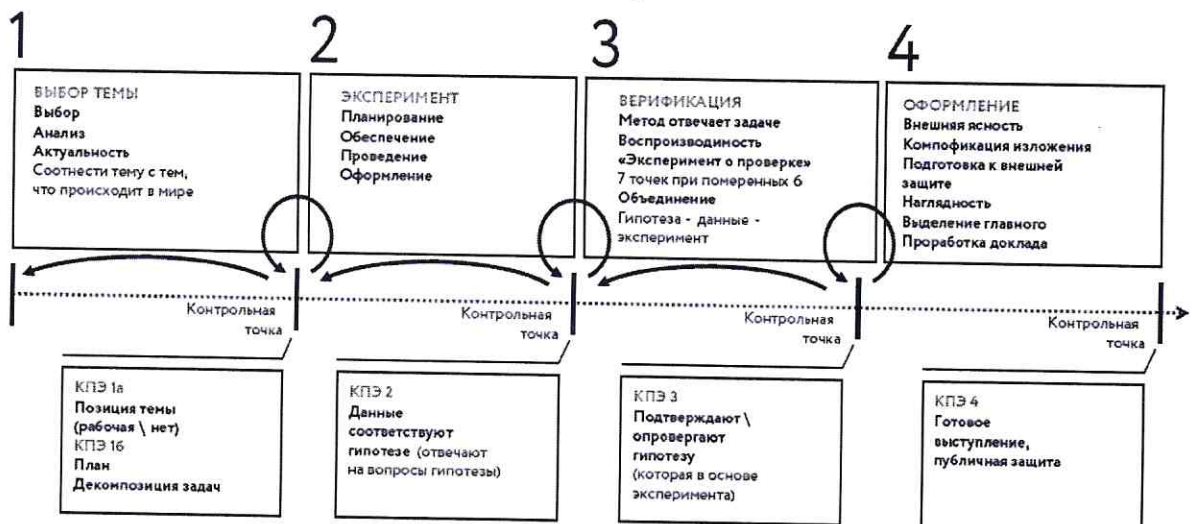 1
ВЫБОР ТЕМЫ
Выбор
Анализ
Актуальность
Соотнести тему с тем,
что происходит в мире
2
ЭКСПЕРИМЕНТ
Планирование
Обеспечение
Проведение
Оформление
3
ВЕРИФИКАЦИЯ
Метод отвечает задаче
Воспроизводимость
«Эксперимент о проверке»
7 точек при померенных 6
Объединение
Гипотеза - данные -
эксперимент
4
ОФОРМЛЕНИЕ
Внешняя ясность
Компофикация изложения
Подготовка к внешней
защите
Наглядность
Выделение главного
Проработка доклада
Контрольная
точка
Контрольная
точка
Контрольная
точка
Контрольная
точка
КПЭ 1а
Позиция темы
(рабочая \ нет)
КПЭ 1б
План
Декомпозиция задач
КПЭ 2
Данные
соответствуют
гипотезе (отвечают
на вопросы гипотезы)
КПЭ 3
Подтверждают \
опровергают
гипотезу
(которая в основе
эксперимента)
КПЭ 4
Готовое
выступление,
публичная защита